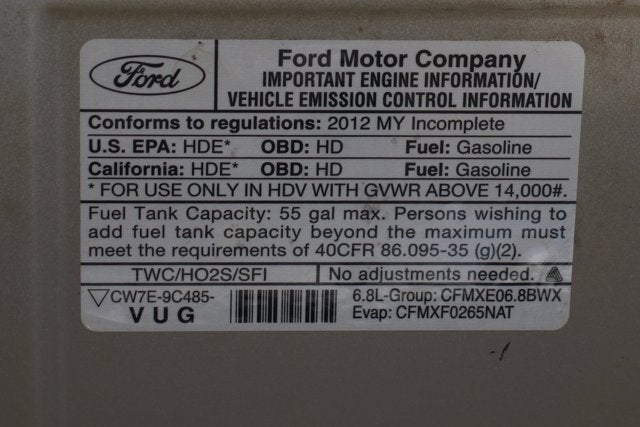 Ford
Ford Motor Company
IMPORTANT ENGINE INFORMATION/
VEHICLE EMISSION CONTROL INFORMATION
Conforms to regulations: 2012 MY Incomplete
U.S. EPA: HDE* OBD: HD Fuel: Gasoline
California: HDE* OBD: HD Fuel: Gasoline
* FOR USE ONLY IN HDV WITH GVWR ABOVE 14,000#.
Fuel Tank Capacity: 55 gal max. Persons wishing to
add fuel tank capacity beyond the maximum must
meet the requirements of 40CFR 86.095-35 (g)(2).
TWC/HO2S/SFI No adjustments needed.
CW7E-9C485- 6.8L-Group: CFMXE06.8BWX
VUG Evap: CFMXF0265NAT